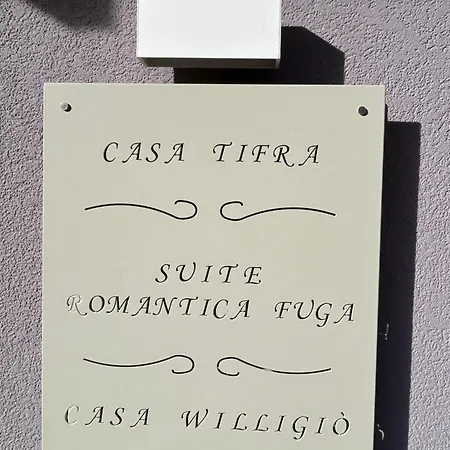 CASA TIFRA
SUITE
ROMANTICA FUGA
CASA WILLIGIÒ